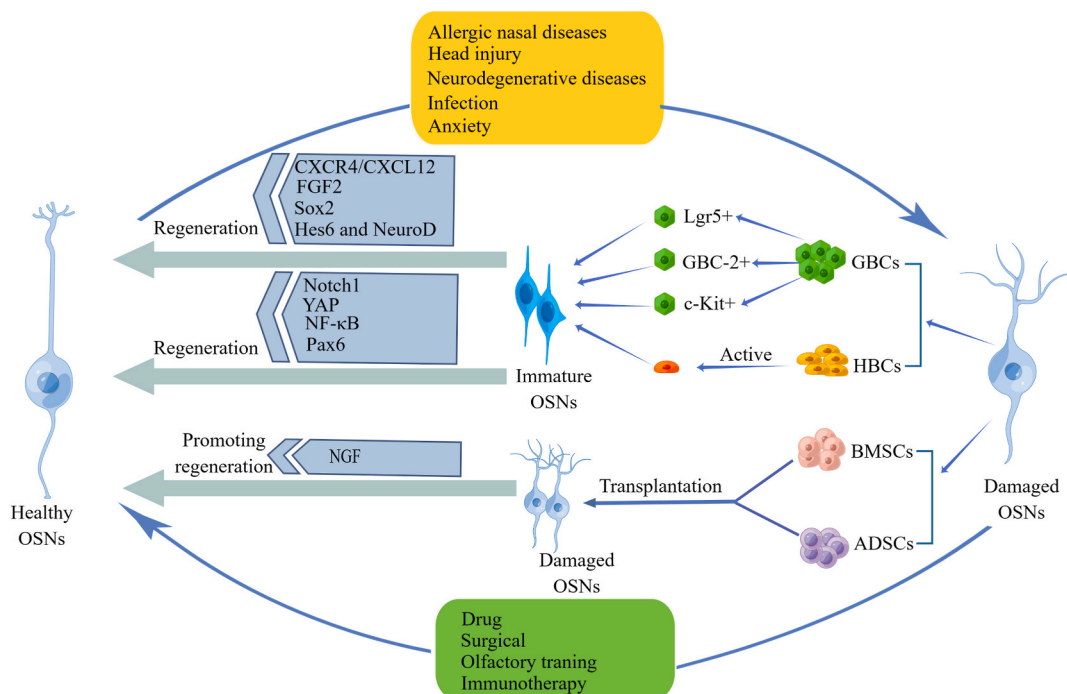 Allergic nasal diseases
Head injury
Neurodegenerative diseases
Infection
Anxiety
CXCR4/CXCL12
FGF2
Sox2
Hes6 and NeuroD
Regeneration
Lgr5+
GBC-2+
c-Kit+
GBCs
Notch1
YAP
NF-κB
Pax6
Regeneration
Immature
OSNs
Active
HBCs
Promoting
regeneration
NGF
Transplantation
BMSCs
ADSCs
Healthy
OSNs
Damaged
OSNs
Damaged
OSNs
Drug
Surgical
Olfactory traning
Immunotherapy